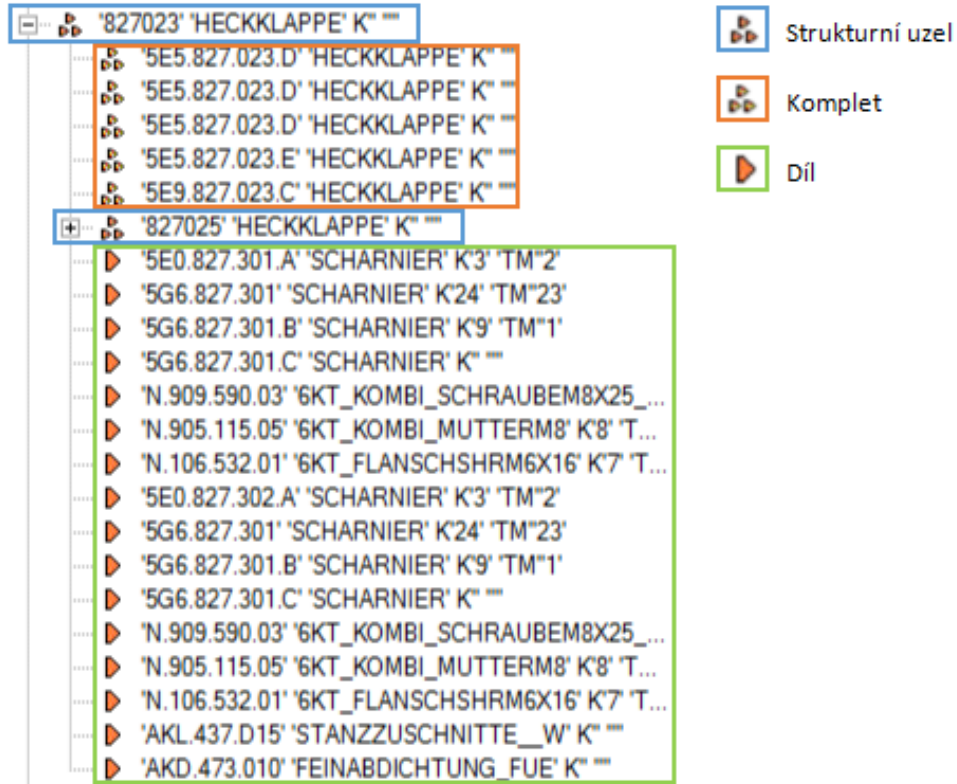 '827023' 'HECKKLAPPE' K'' ''''
'5E5.827.023.D' 'HECKKLAPPE' K'' ''''
'5E5.827.023.D' 'HECKKLAPPE' K'' ''''
'5E5.827.023.D' 'HECKKLAPPE' K'' ''''
'5E5.827.023.E' 'HECKKLAPPE' K'' ''''
'5E9.827.023.C' 'HECKKLAPPE' K'' ''''
'827025' 'HECKKLAPPE' K'' ''''
'5E0.827.301.A' 'SCHARNIER' K'3' 'TM''2'
'5G6.827.301' 'SCHARNIER' K'24' 'TM''23'
'5G6.827.301.B' 'SCHARNIER' K'9' 'TM''1'
'5G6.827.301.C' 'SCHARNIER' K'' ''''
'N.909.590.03' '6KT_KOMBI_SCHRAUBEM8X25_...
'N.905.115.05' '6KT_KOMBI_MUTTERM8' K'8' 'T...
'N.106.532.01' '6KT_FLANSCHSHRM6X16' K'7' 'T...
'5E0.827.302.A' 'SCHARNIER' K'3' 'TM''2'
'5G6.827.301' 'SCHARNIER' K'24' 'TM''23'
'5G6.827.301.B' 'SCHARNIER' K'9' 'TM''1'
'5G6.827.301.C' 'SCHARNIER' K'' ''''
'N.909.590.03' '6KT_KOMBI_SCHRAUBEM8X25_...
'N.905.115.05' '6KT_KOMBI_MUTTERM8' K'8' 'T...
'N.106.532.01' '6KT_FLANSCHSHRM6X16' K'7' 'T...
'AKL.437.D15' 'STANZZUSCHNITTE__W' K'' ''''
'AKD.473.010' 'FEINABDICHTUNG_FUE' K'' ''''
Strukturní uzel
Komplet
Díl